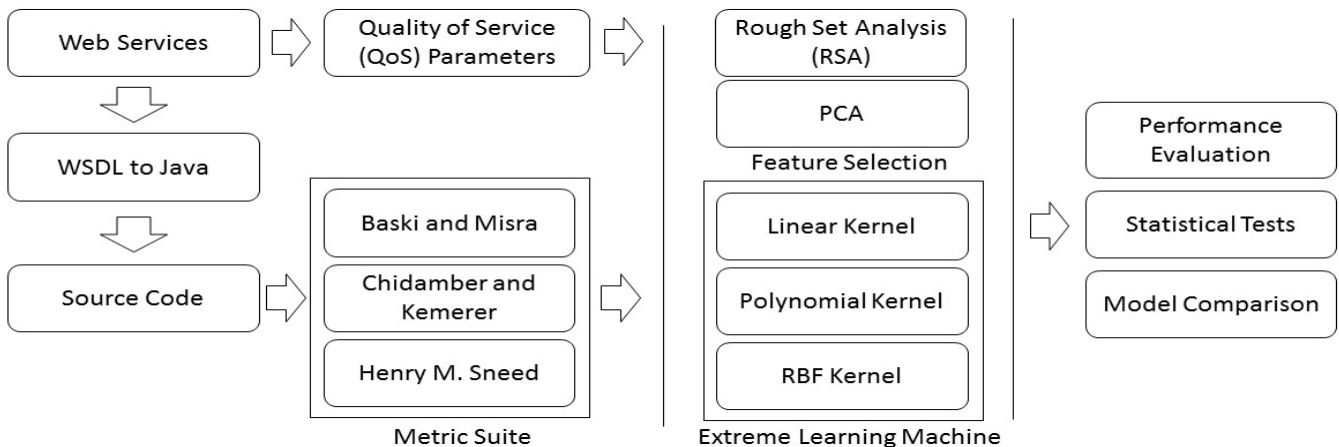 Web Services
Quality of Service
(QoS) Parameters
Rough Set Analysis
(RSA)
PCA
Feature Selection
WSDL to Java
Source Code
Baski and Misra
Chidamber and
Kemerer
Henry M. Sneed
Metric Suite
Linear Kernel
Polynomial Kernel
RBF Kernel
Extreme Learning Machine
Performance
Evaluation
Statistical Tests
Model Comparison